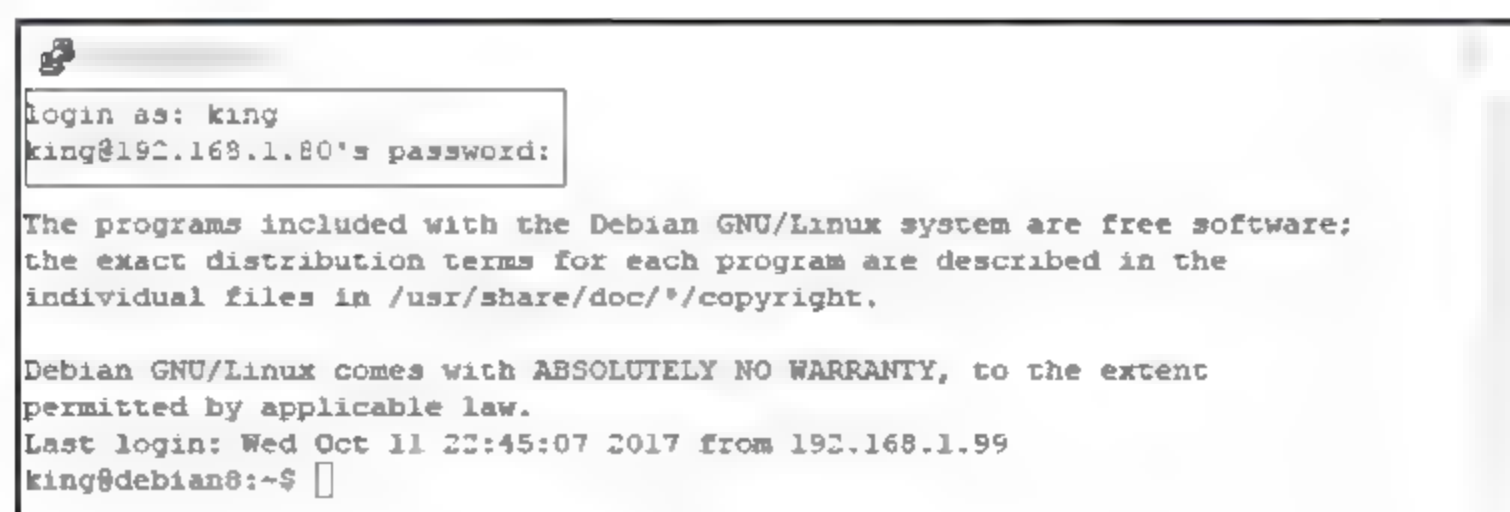 login as: king
king@192.168.1.80's password:
The programs included with the Debian GNU/Linux system are free software;
the exact distribution terms for each program are described in the
individual files in /usr/share/doc/*/copyright.
Debian GNU/Linux comes with ABSOLUTELY NO WARRANTY, to the extent
permitted by applicable law.
Last login: Wed Oct 11 22:45:07 2017 from 192.168.1.99
king@debian8:~$